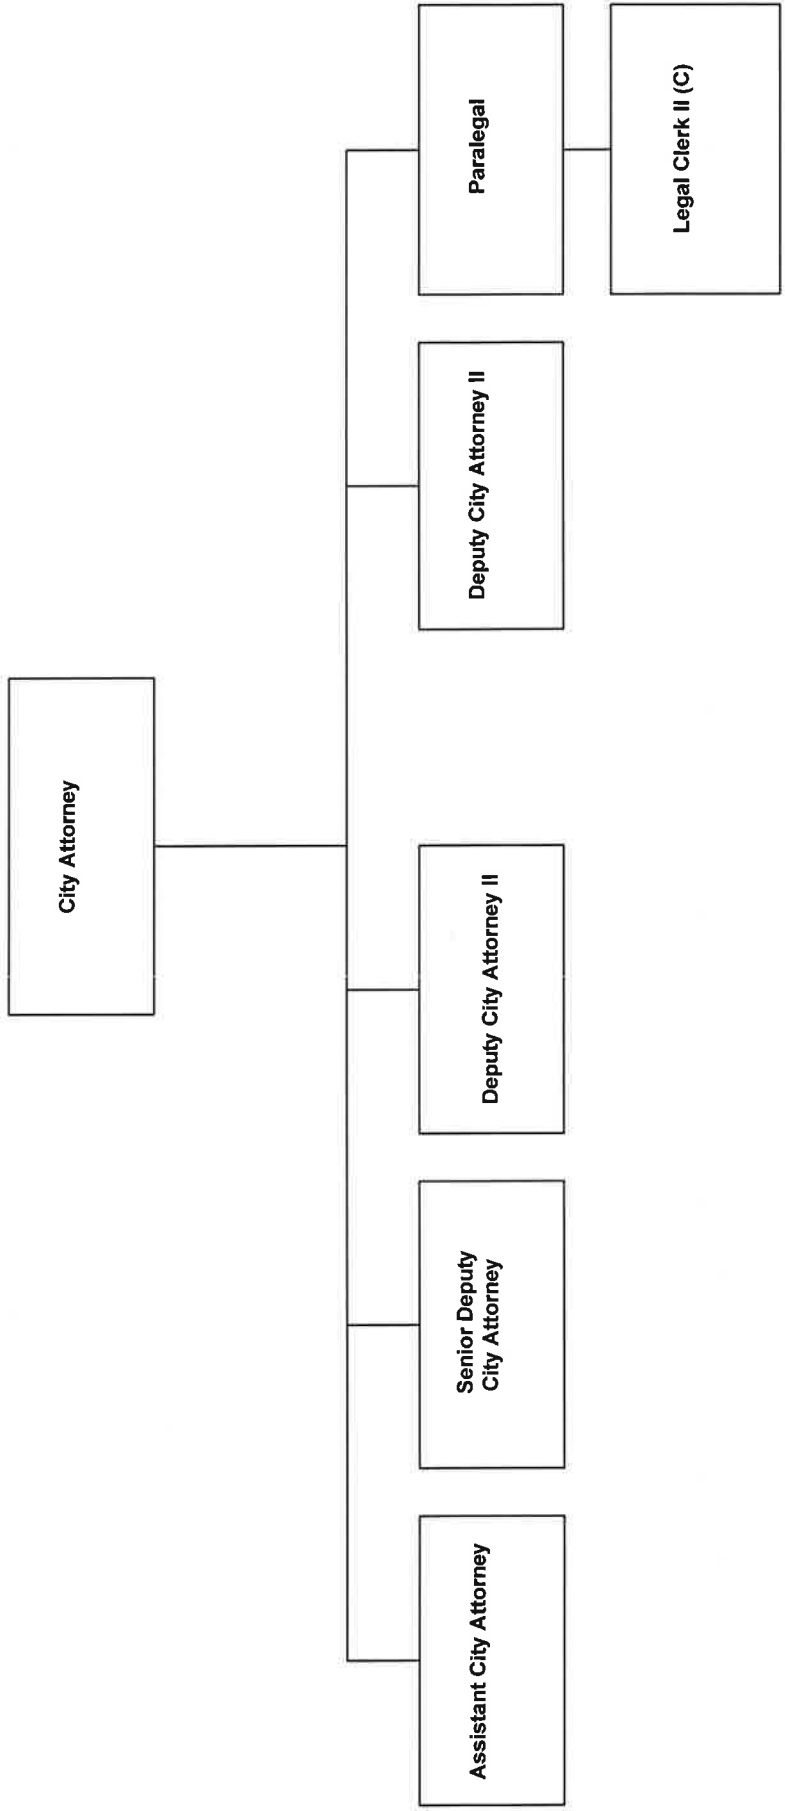 City Attorney
Assistant City Attorney
Senior Deputy
City Attorney
Deputy City Attorney II
Deputy City Attorney II
Paralegal
Legal Clerk II (C)